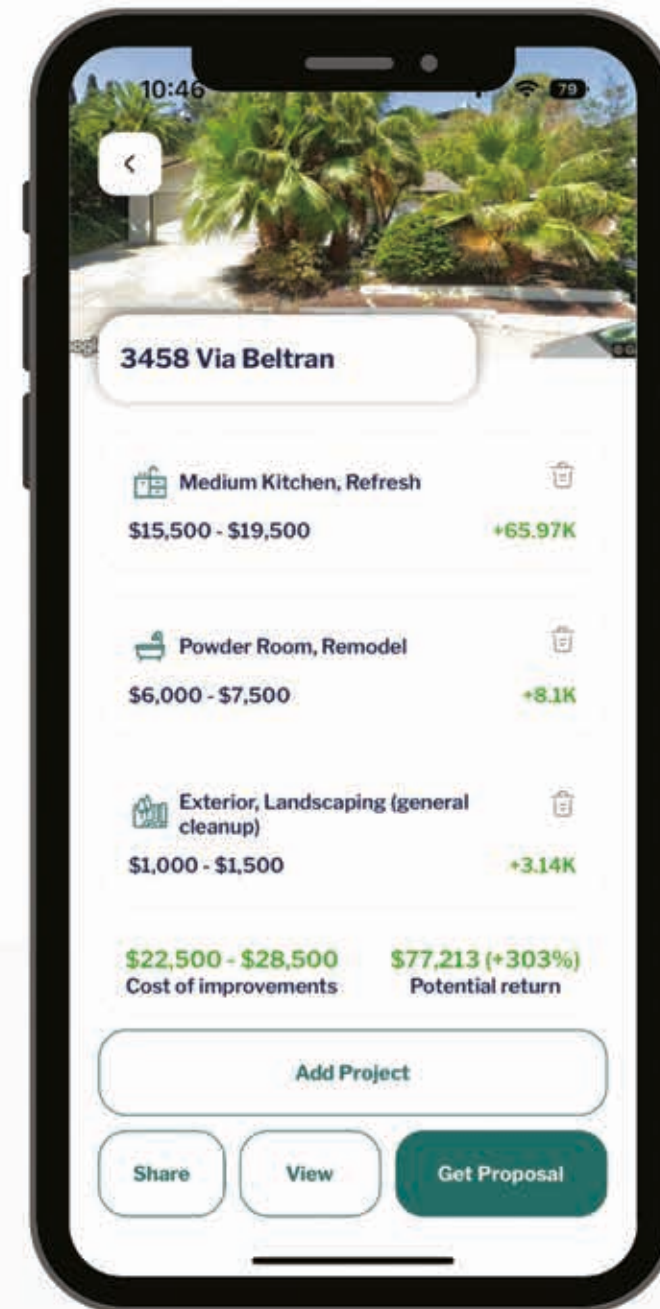 10:46
79
3458 Via Beltran
Medium Kitchen, Refresh
$15,500 - $19,500
+65.97K
Powder Room, Remodel
$6,000 - $7,500
+8.1K
Exterior, Landscaping (general
cleanup)
$1,000 - $1,500
+3.14K
$22,500 - $28,500
$77,213 (+303%)
Cost of improvements
Potential return
Add Project
Share
View
Get Proposal